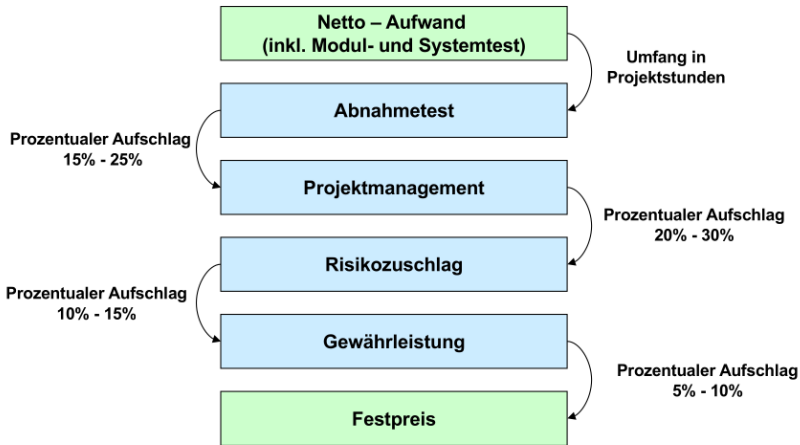 Netto – Aufwand
(inkl. Modul- und Systemtest)
Umfang in
Projektstunden
Abnahmetest
Prozentualer Aufschlag
15% - 25%
Projektmanagement
Prozentualer Aufschlag
20% - 30%
Risikozuschlag
Prozentualer Aufschlag
10% - 15%
Gewährleistung
Prozentualer Aufschlag
5% - 10%
Festpreis